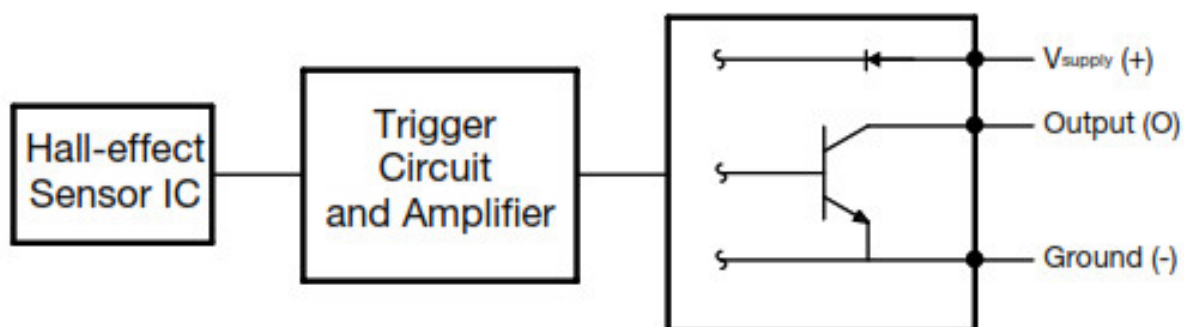 Hall-effect
Sensor IC
Trigger
Circuit
and Amplifier
Vsupply (+)
Output (O)
Ground (-)